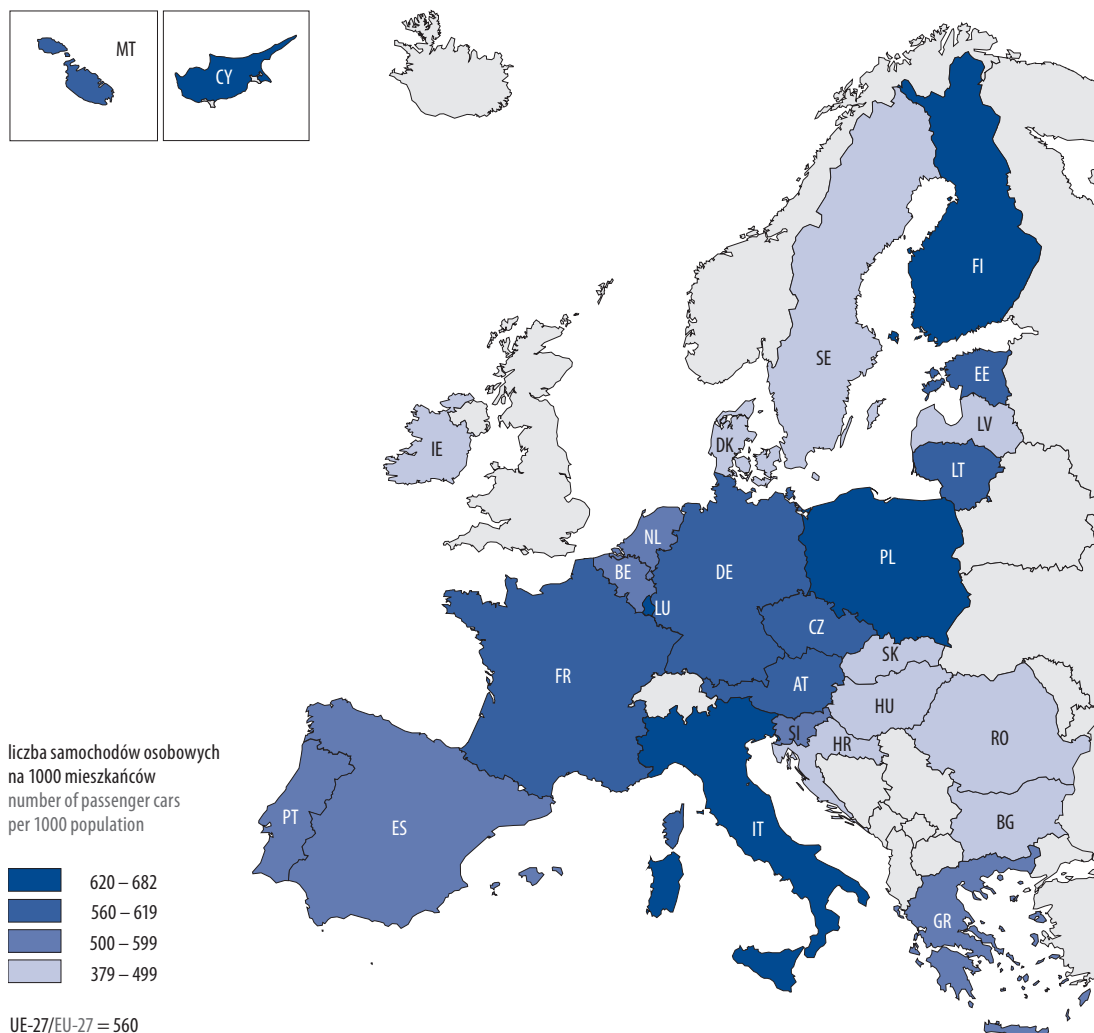 MT
CY
FI
SE
EE
LV
IE
DK
LT
NL
PL
BE
DE
LU
CZ
SK
FR
AT
HU
SI
RO
HR
liczba samochodów osobowych
na 1000 mieszkańców
number of passenger cars
per 1000 population
PT
ES
IT
BG
GR
620 – 682
560 – 619
500 – 599
379 – 499
UE-27/EU-27 = 560